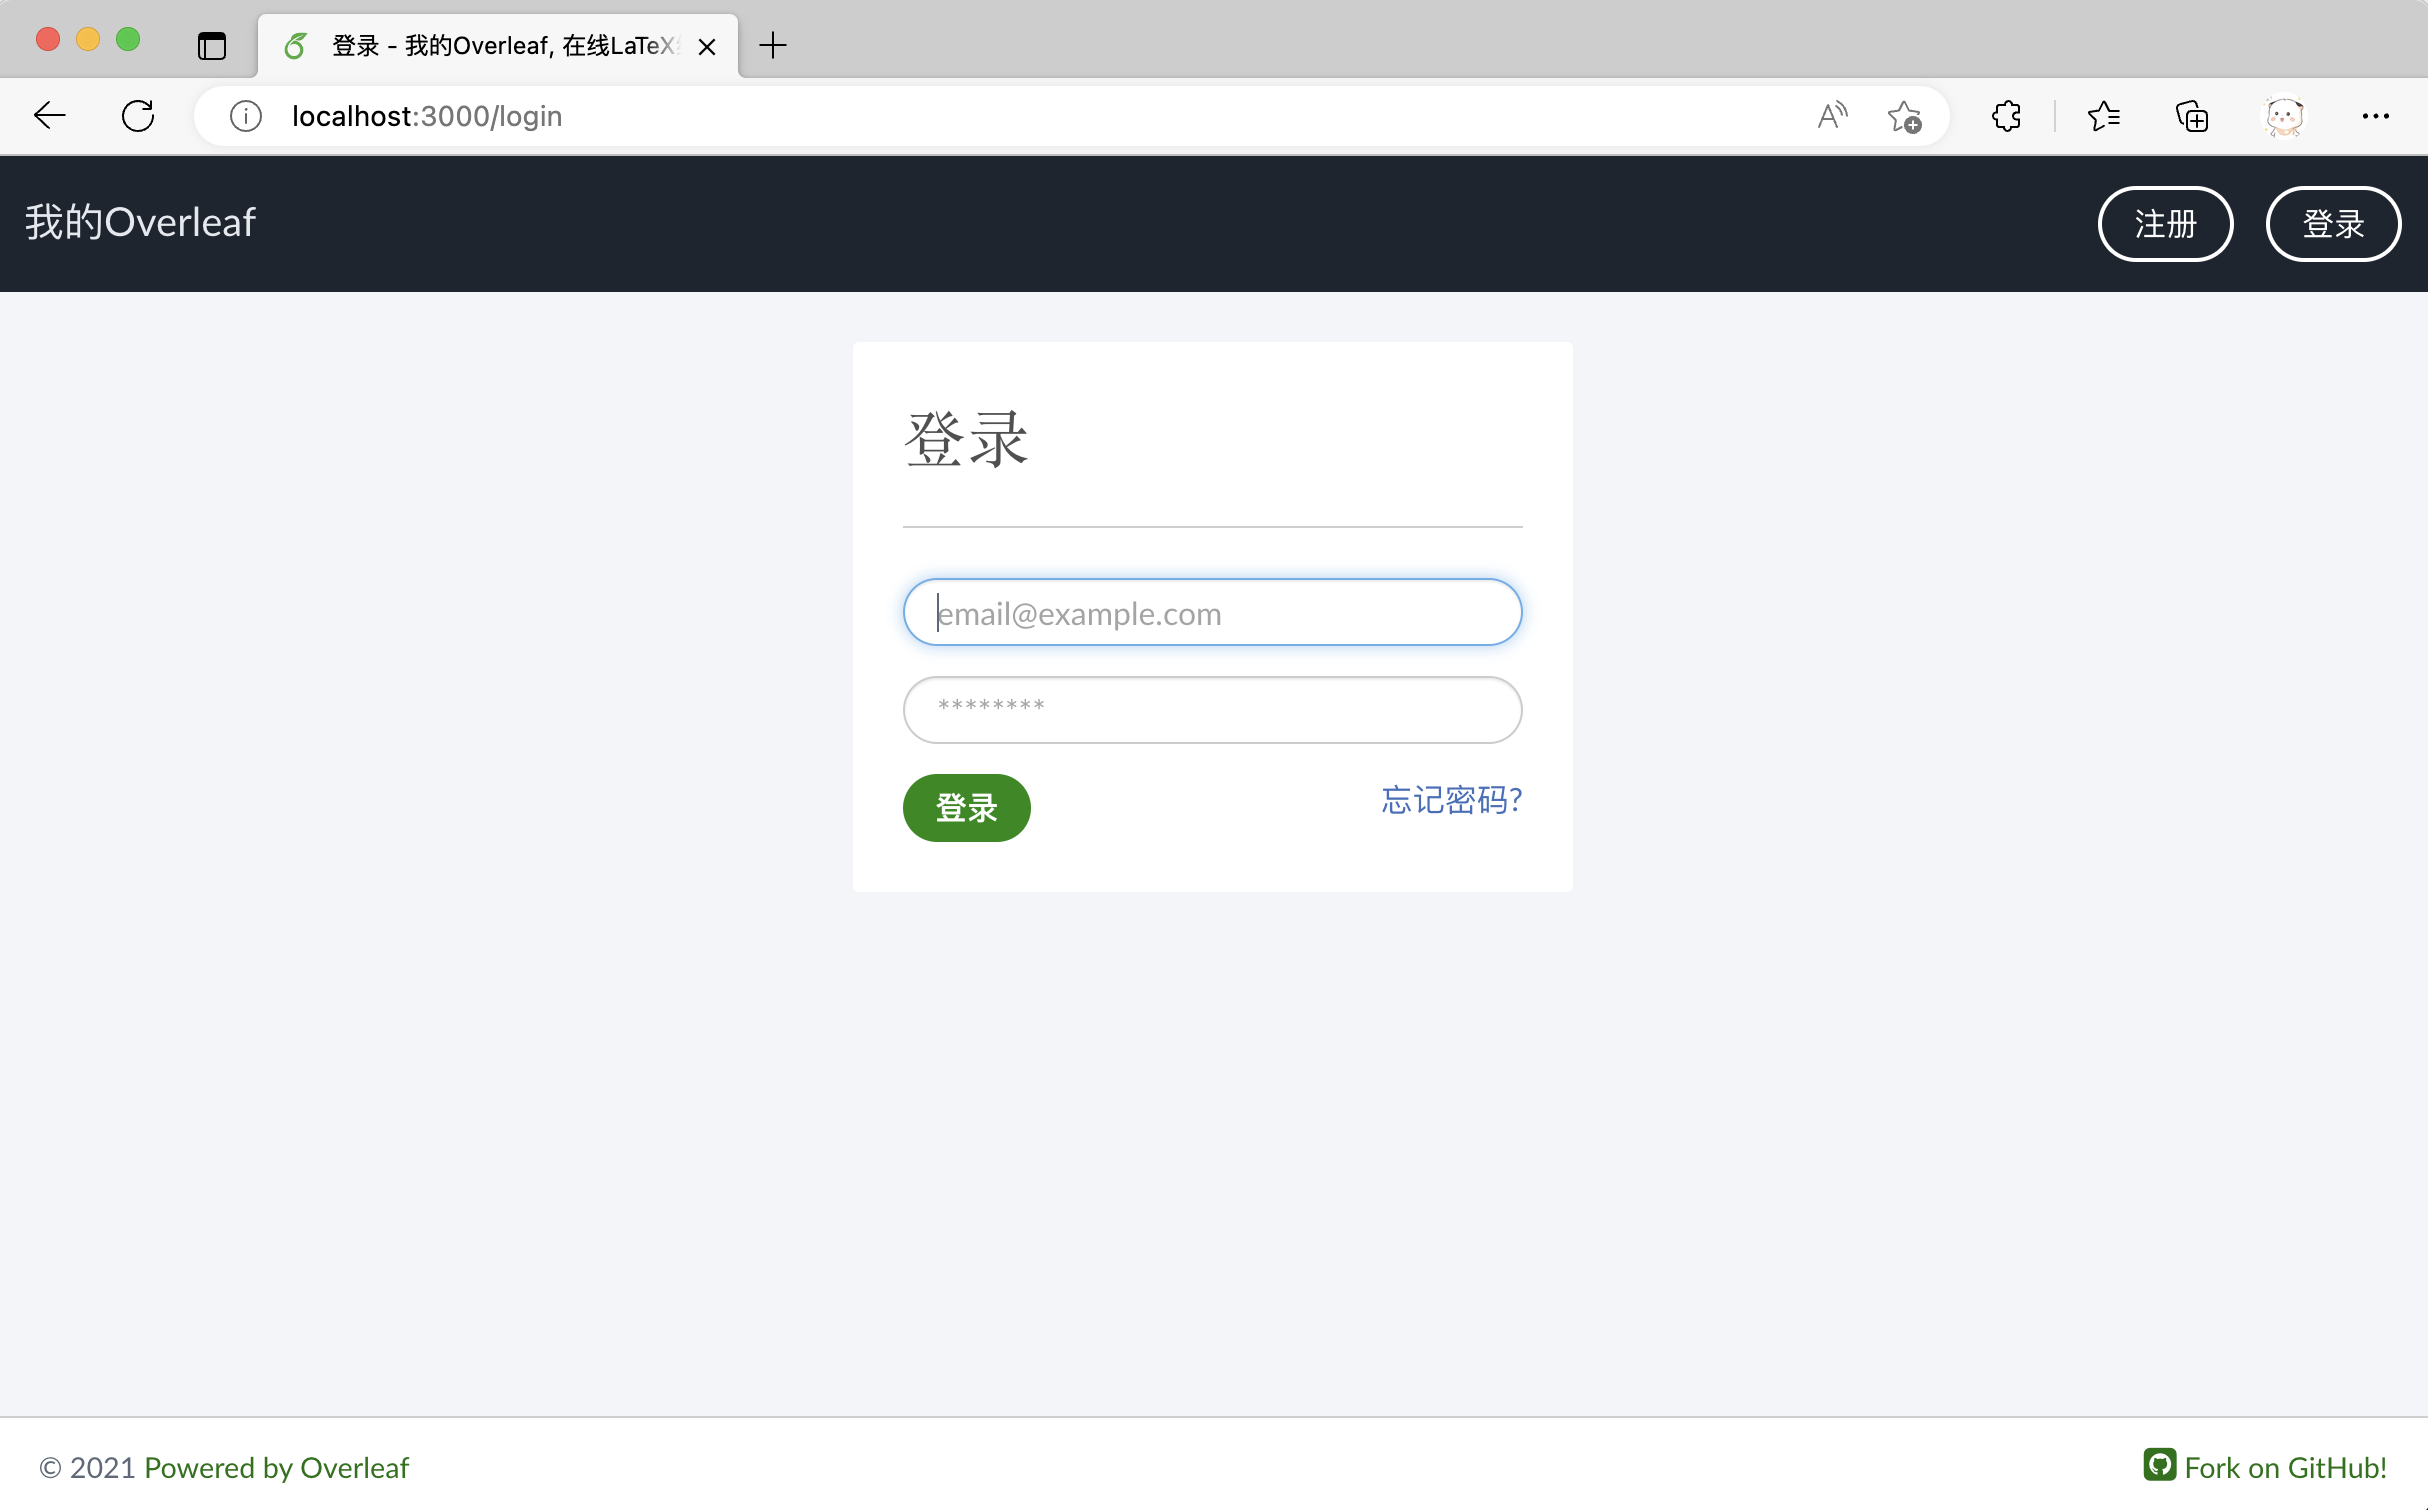 登录 - 我的Overleaf, 在线LaTeX
localhost:3000/login
我的Overleaf
注册
登录
登录
email@example.com
********
登录
忘记密码?
© 2021 Powered by Overleaf
Fork on GitHub!